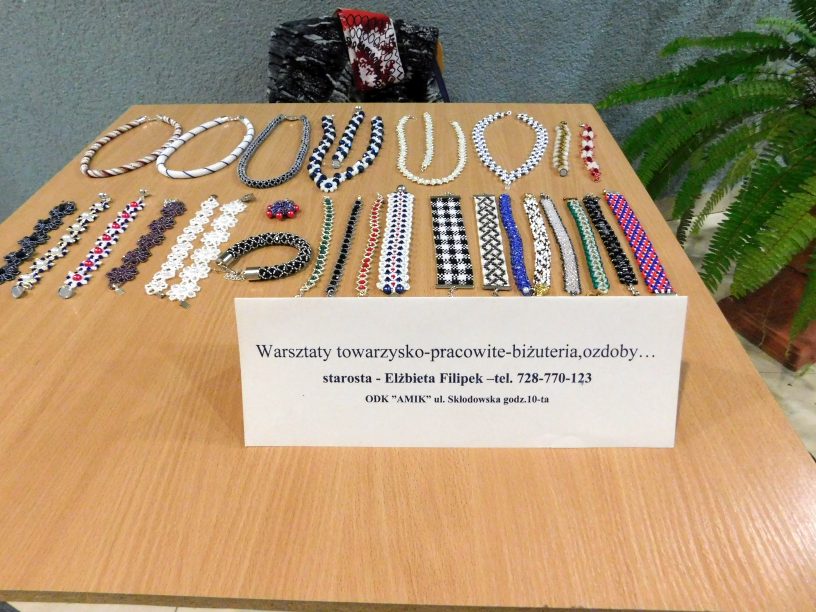 Warsztaty towarzysko-pracowite-biżuteria,ozdoby…
starosta - Elżbieta Filipek –tel. 728-770-123
ODK ”AMIK” ul. Skłodowska godz.10-ta